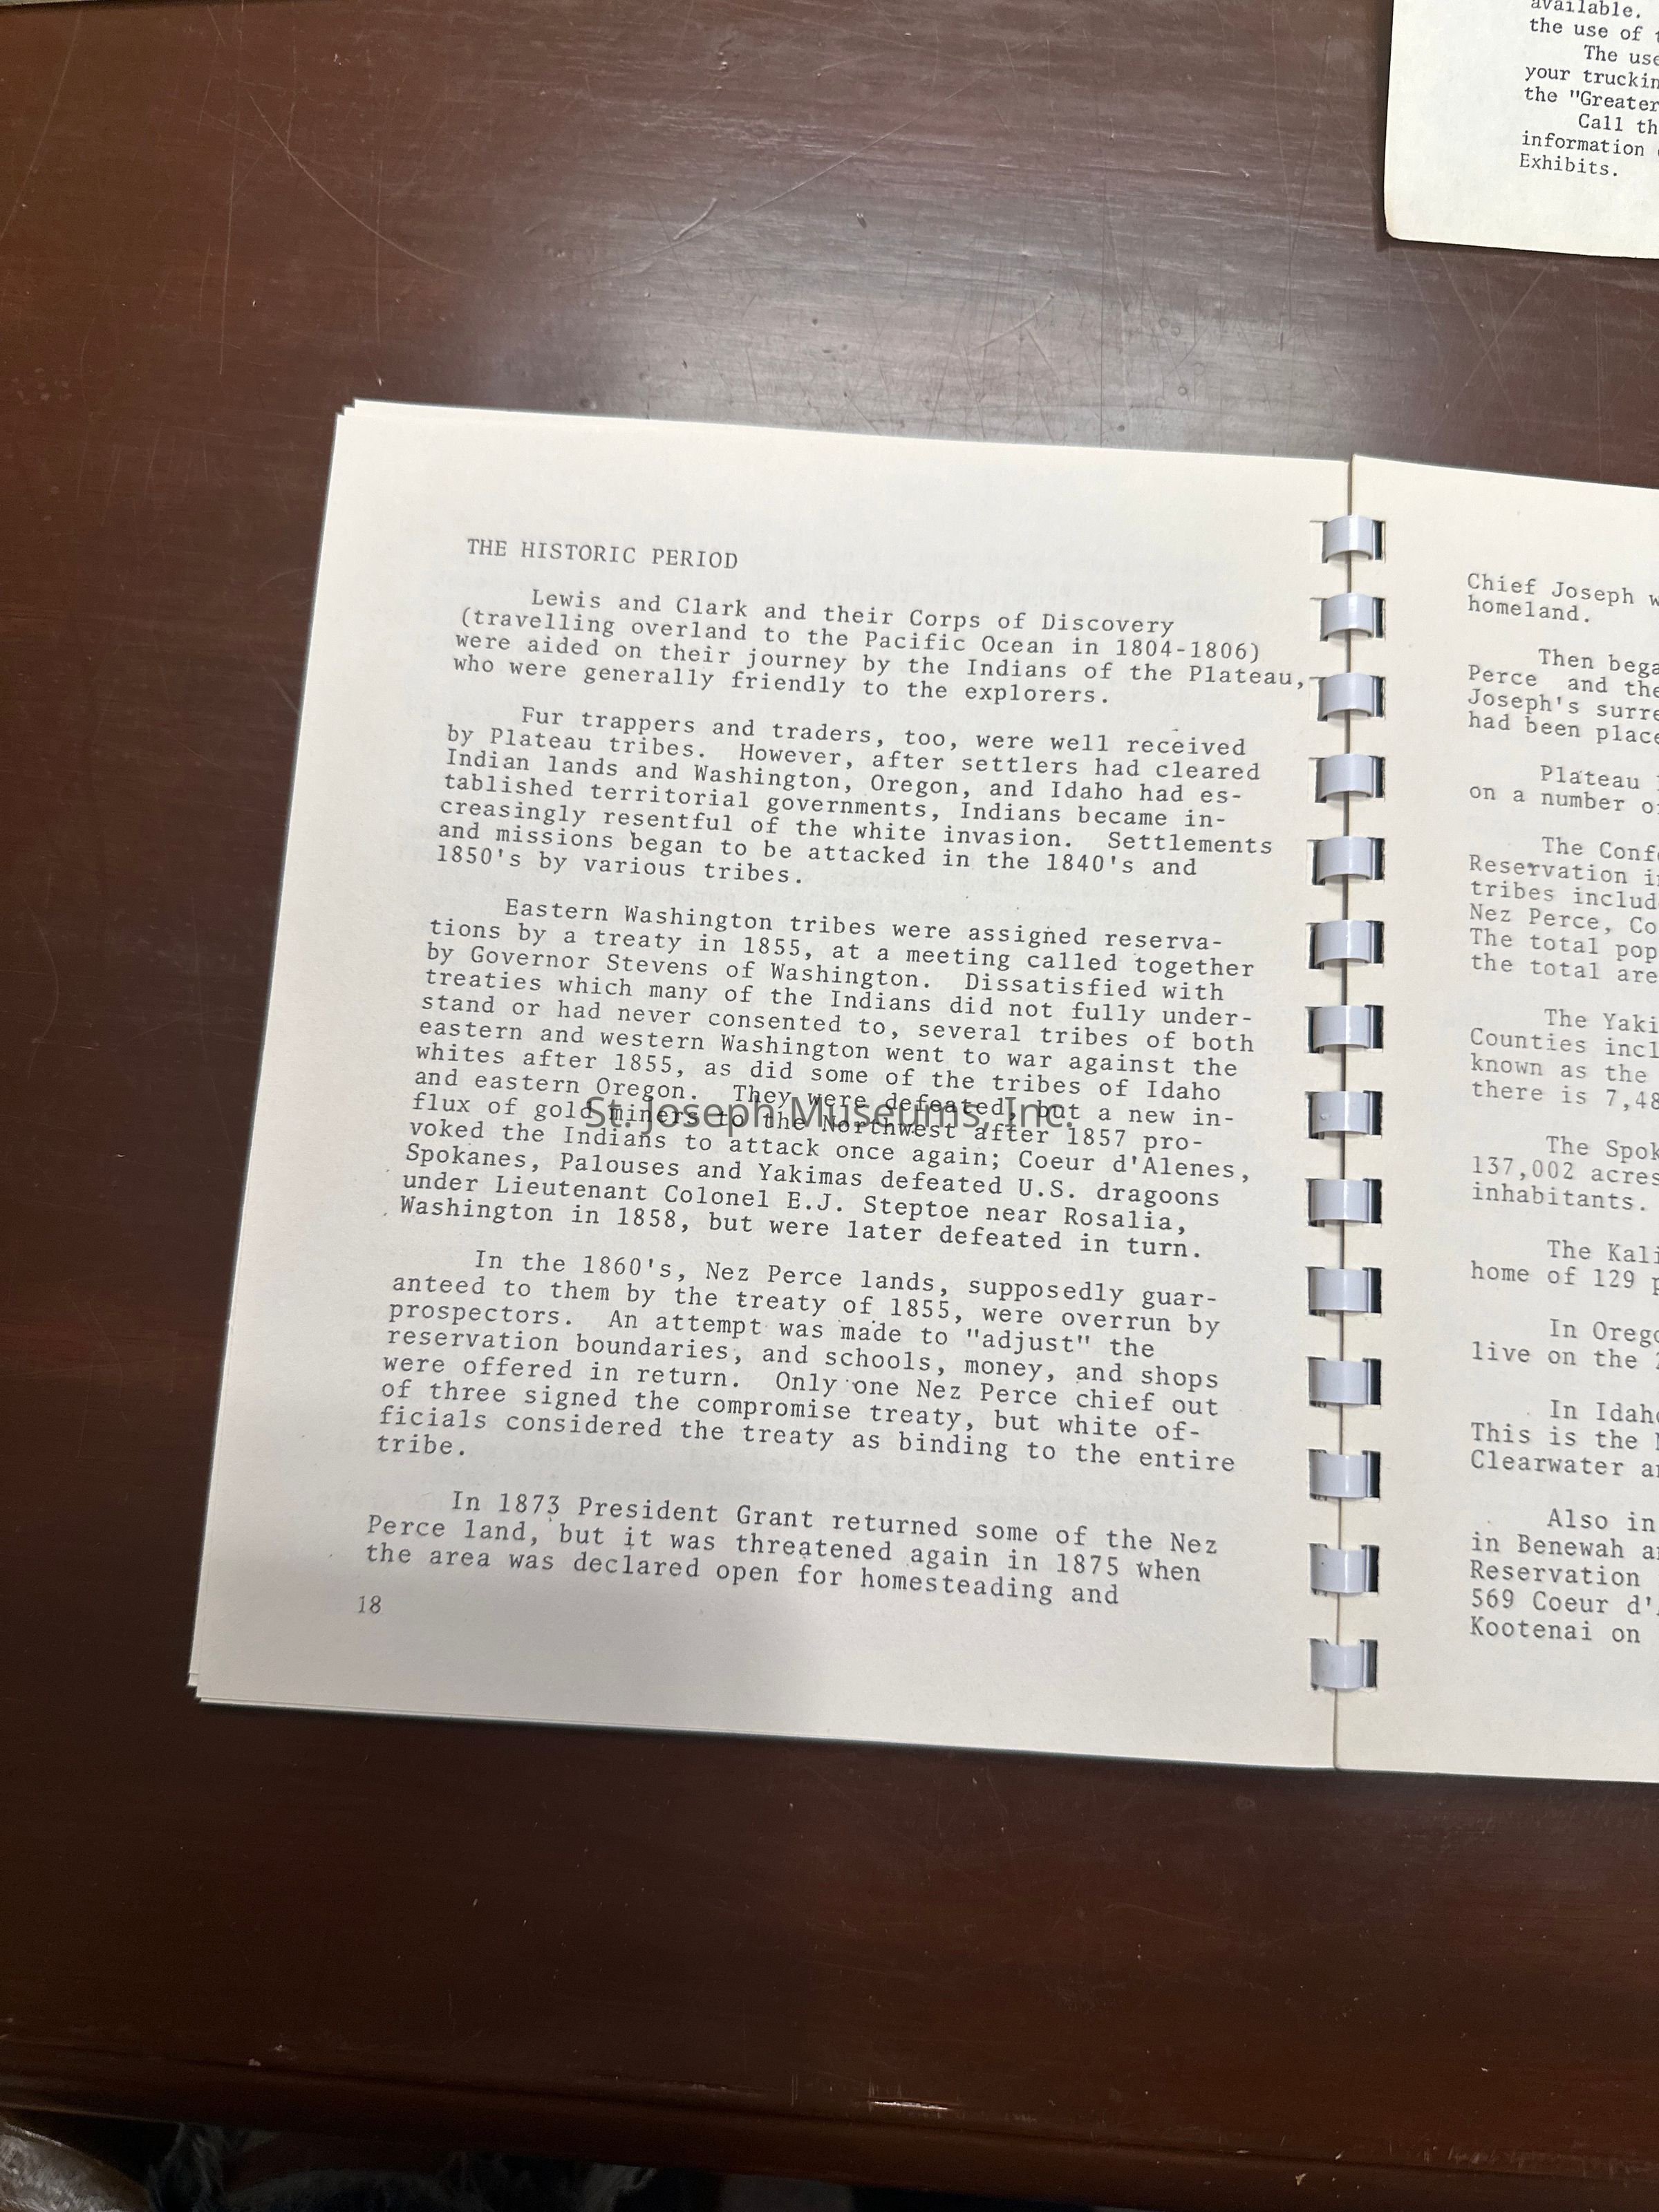 available.
the use of
The use
your truckin
the "Greater
Call th
information
Exhibits.
THE HISTORIC PERIOD
Lewis and Clark and their Corps of Discovery
(travelling overland to the Pacific Ocean in 1804-1806)
were aided on their journey by the Indians of the Plateau,
who were generally friendly to the explorers.
Fur trappers and traders, too, were well received
by Plateau tribes. However, after settlers had cleared
Indian lands and Washington, Oregon, and Idaho had es-
tablished territorial governments, Indians became in-
creasingly resentful of the white invasion. Settlements
and missions began to be attacked in the 1840's and
1850's by various tribes.
Eastern Washington tribes were assigned reserva-
tions by a treaty in 1855, at a meeting called together
by Governor Stevens of Washington. Dissatisfied with
treaties which many of the Indians did not fully under-
stand or had never consented to, several tribes of both
eastern and western Washington went to war against the
whites after 1855, as did some of the tribes of Idaho
and eastern Oregon. They were defeated, but a new in-
flux of gold miners to the Northwest after 1857 pro-
voked the Indians to attack once again; Coeur d'Alenes,
Spokanes, Palouses and Yakimas defeated U.S. dragoons
under Lieutenant Colonel E.J. Steptoe near Rosalia,
Washington in 1858, but were later defeated in turn.
In the 1860's, Nez Perce lands, supposedly guar-
anteed to them by the treaty of 1855, were overrun by
prospectors. An attempt was made to "adjust" the
reservation boundaries, and schools, money, and shops
were offered in return. Only one Nez Perce chief out
of three signed the compromise treaty, but white of-
ficials considered the treaty as binding to the entire
tribe.
In 1873 President Grant returned some of the Nez
Perce land, but it was threatened again in 1875 when
the area was declared open for homesteading and
18
St. Joseph Museums, Inc.
Chief Joseph w
homeland.
Then bega
Perce and the
Joseph's surre
had been place
Plateau
on a number o
The Conf
Reservation i
tribes includ
Nez Perce, Co
The total pop
the total are
The Yaki
Counties incl
known as the
there is 7,48
The Spok
137,002 acres
inhabitants.
The Kali
home of 129 p
In Orego
live on the 2
In Idaho
This is the
Clearwater a
Also in
in Benewah a
Reservation
569 Coeur d'
Kootenai on